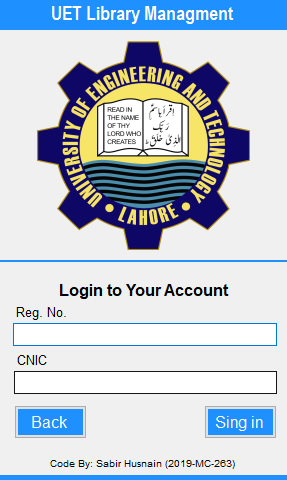 UET Library Managment
UNIVERSITY OF ENGINEERING AND TECHNOLOGY
READ IN
THE NAME
OF THY
LORD WHO
CREATES
اقرأ باسم
ربك
الذی خلق
LAHORE
Login to Your Account
Reg. No.
CNIC
Back
Sing in
Code By: Sabir Husnain (2019-MC-263)